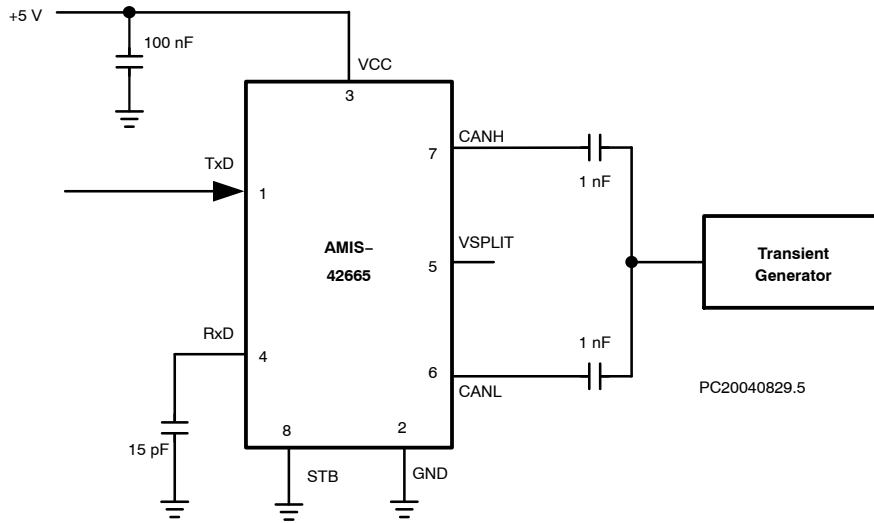 +5 V
100 nF
VCC
3
CANH
7
1 nF
TxD
1
AMIS-
42665
VSPLIT
5
Transient
Generator
RxD
4
1 nF
6
CANL
PC20040829.5
15 pF
8
2
STB
GND